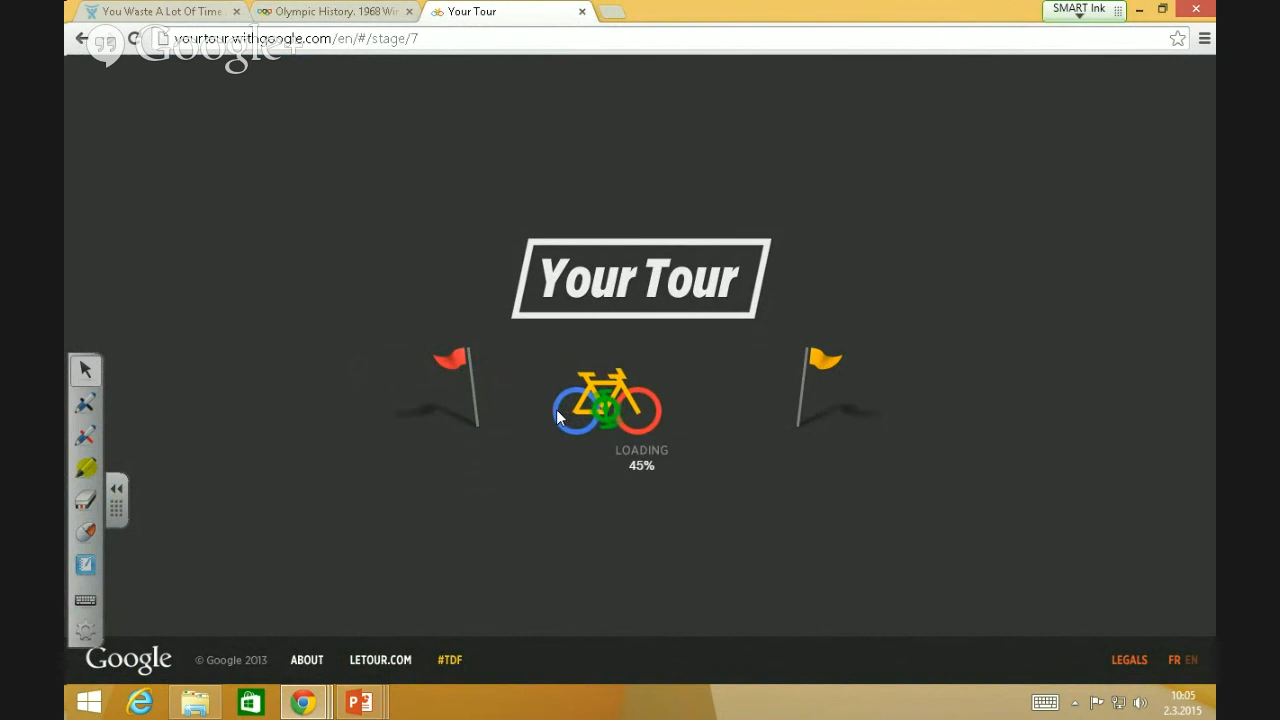 You Waste A Lot Of Time
Olympic History. 1968 Win
Your Tour
SMART Ink
Google+
yourtour.withgoogle.com/en/#/stage/7
Your Tour
LOADING
45%
Google
© Google 2013
ABOUT
LETOUR.COM
#TDF
LEGALS
FR EN
10:05
2.3.2015